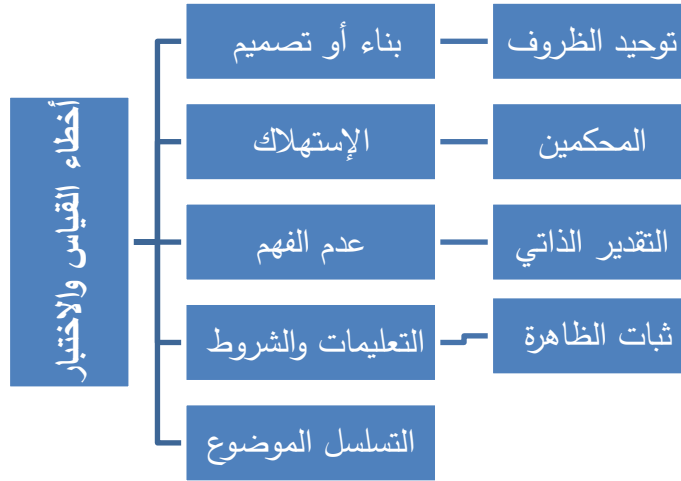 أخطاء القياس والاختبار
بناء أو تصميم
توحيد الظروف
الإستهلاك
المحكمين
عدم الفهم
التقدير الذاتي
التعليمات والشروط
ثبات الظاهرة
التسلسل الموضوع